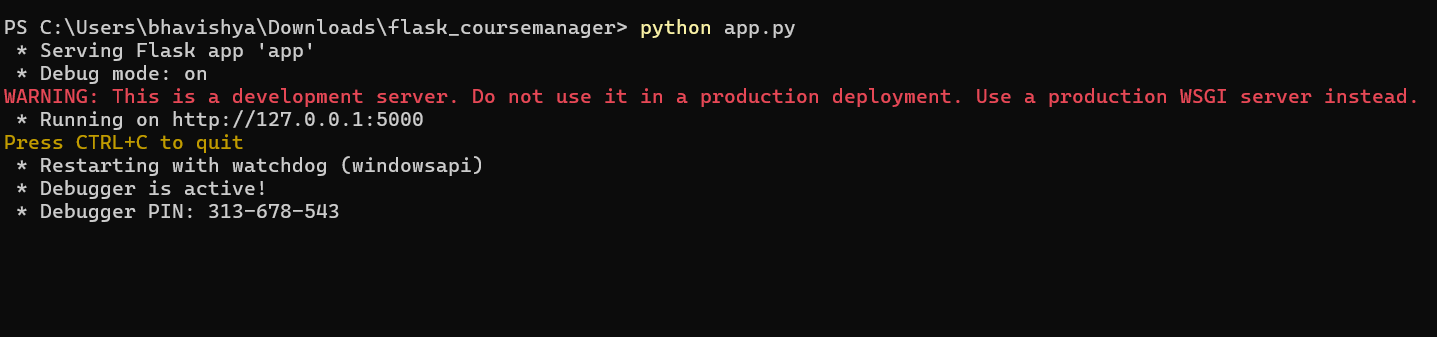 PS C:\Users\bhavishya\Downloads\flask_coursemanager> python app.py
 * Serving Flask app 'app'
 * Debug mode: on
WARNING: This is a development server. Do not use it in a production deployment. Use a production WSGI server instead.
 * Running on http://127.0.0.1:5000
Press CTRL+C to quit
 * Restarting with watchdog (windowsapi)
 * Debugger is active!
 * Debugger PIN: 313-678-543